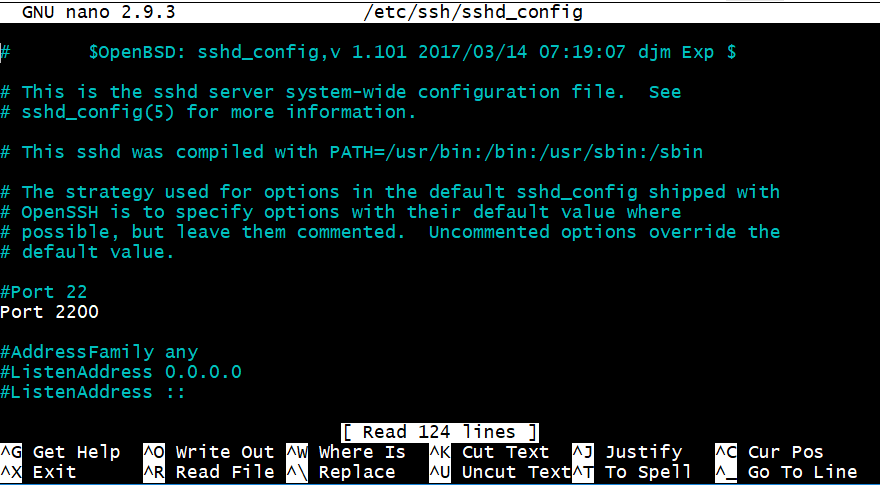 GNU nano 2.9.3 /etc/ssh/sshd_config
# $OpenBSD: sshd_config,v 1.101 2017/03/14 07:19:07 djm Exp $
# This is the sshd server system-wide configuration file. See
# sshd_config(5) for more information.
# This sshd was compiled with PATH=/usr/bin:/bin:/usr/sbin:/sbin
# The strategy used for options in the default sshd_config shipped with
# OpenSSH is to specify options with their default value where
# possible, but leave them commented. Uncommented options override the
# default value.
#Port 22
Port 2200
#AddressFamily any
#ListenAddress 0.0.0.0
#ListenAddress ::
[ Read 124 lines ]
^G Get Help ^O Write Out ^W Where Is ^K Cut Text ^J Justify ^C Cur Pos
^X Exit ^R Read File ^\ Replace ^U Uncut Text ^T To Spell ^_ Go To Line